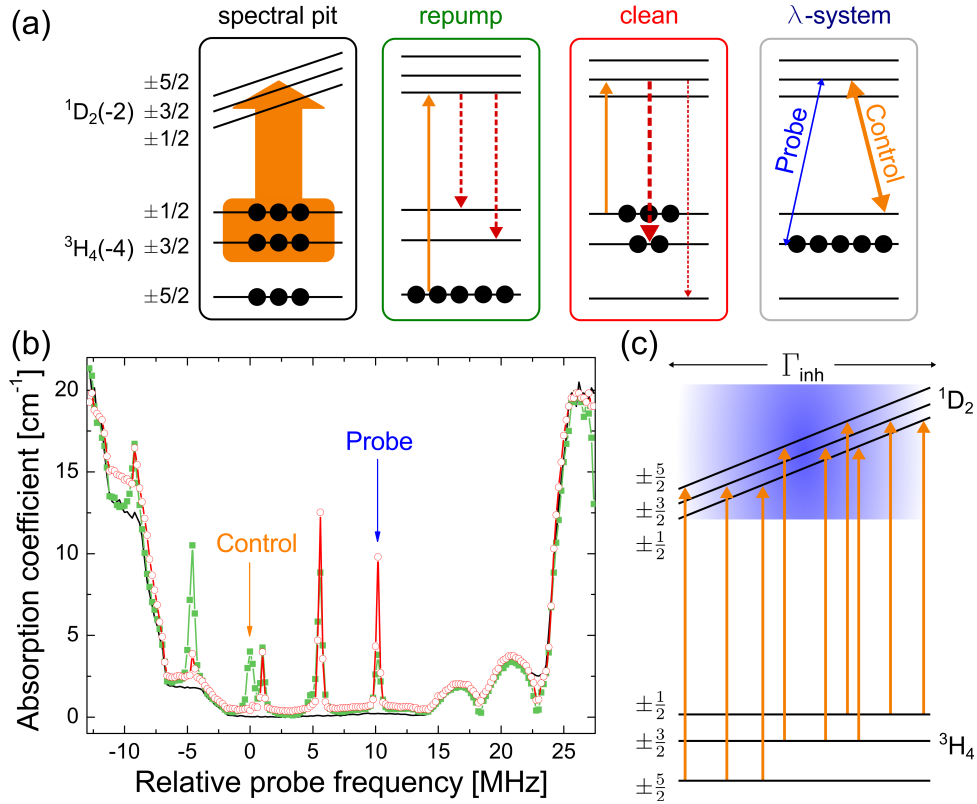 (a)
spectral pit
repump
clean
λ-system
±5/2
¹D₂(-2) ±3/2
±1/2
±1/2
³H₄(-4) ±3/2
±5/2
Probe
Control
(b)
Absorption coefficient [cm⁻¹]
20
15
10
5
0
Control
Probe
-10 -5 0 5 10 15 20 25
Relative probe frequency [MHz]
(c)
Γinh
¹D₂
±5/2
±3/2
±1/2
±1/2
±3/2
³H₄
±5/2